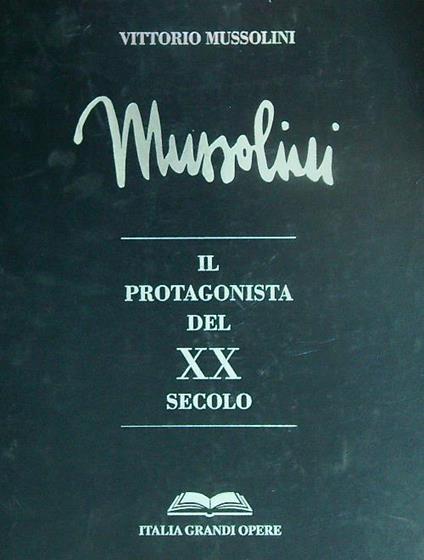 VITTORIO MUSSOLINI
Mussolini
IL
PROTAGONISTA
DEL
XX
SECOLO
ITALIA GRANDI OPERE